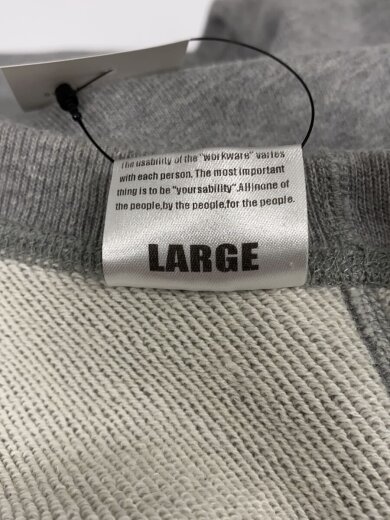 The usability of the "workware" varies
with each person. The most important
ming is to be "yoursability".All|none of
the people,by the people,for the people.
LARGE